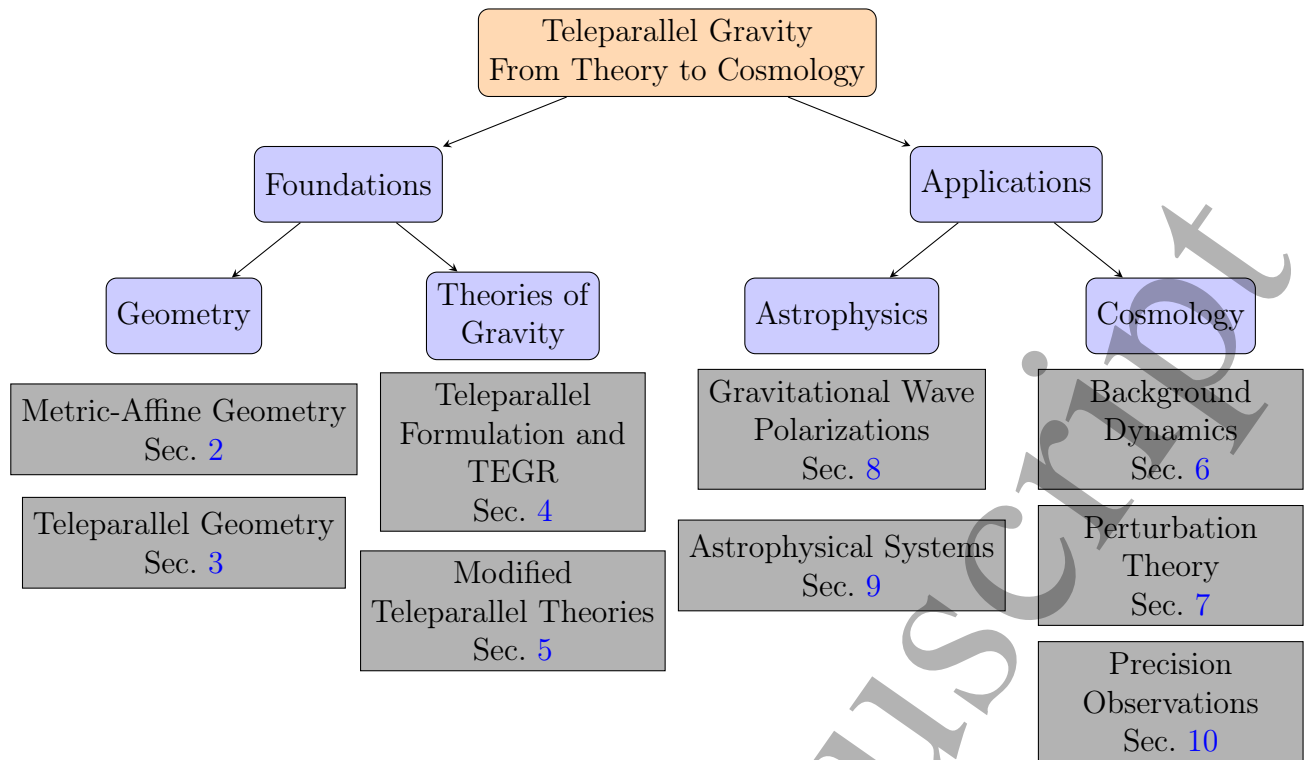 Teleparallel Gravity
From Theory to Cosmology
Foundations
Applications
Geometry
Theories of
Gravity
Astrophysics
Cosmology
Metric-Affine Geometry
Sec. 2
Teleparallel Geometry
Sec. 3
Teleparallel
Formulation and
TEGR
Sec. 4
Modified
Teleparallel Theories
Sec. 5
Gravitational Wave
Polarizations
Sec. 8
Astrophysical Systems
Sec. 9
Background
Dynamics
Sec. 6
Perturbation
Theory
Sec. 7
Precision
Observations
Sec. 10
uscript